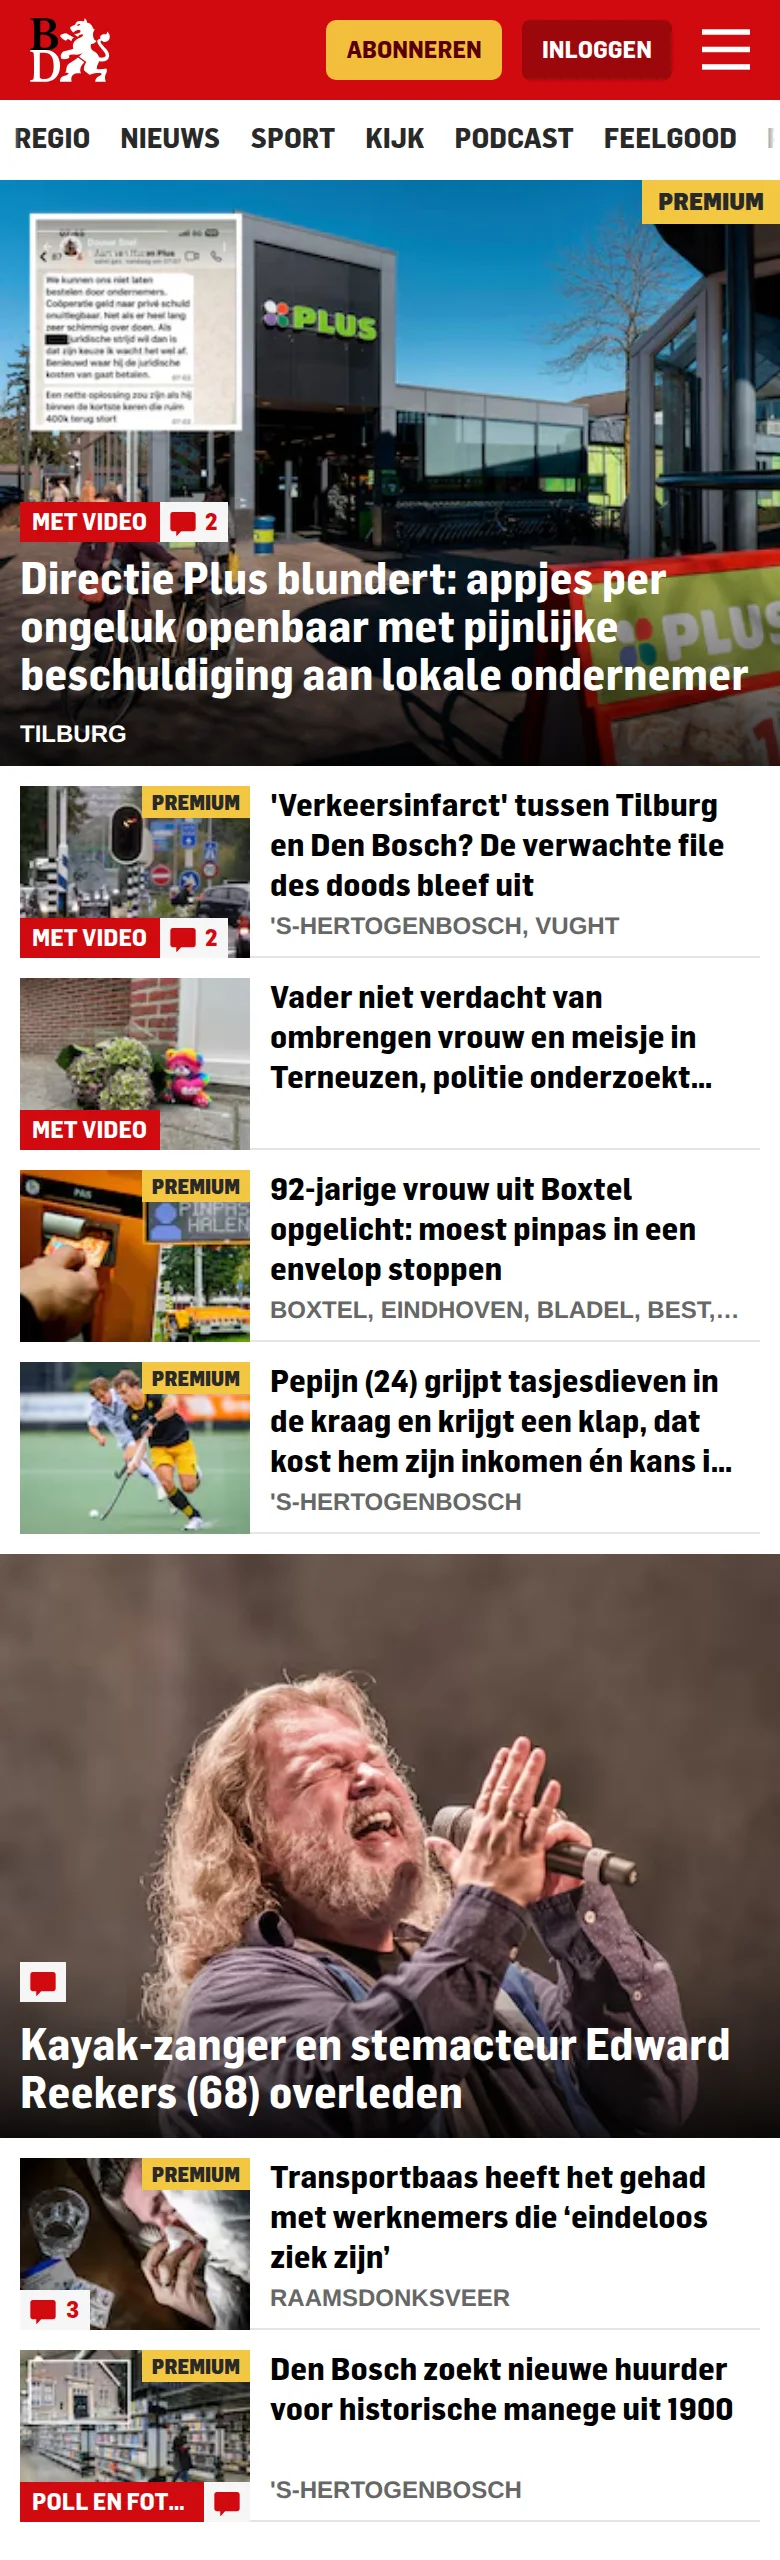 B
D
ABONNEREN
INLOGGEN
REGIO NIEUWS SPORT KIJK PODCAST FEELGOOD
PREMIUM
07:45
We kunnen ons niet laten
bestelen door ondernemers.
Coöperatie geld naar privé schuld
onuitlegbaar. Net als er heel lang
zeer schimmig over doen. Als
juridische strijd wil dan is
dat zijn keuze ik wacht het wel af.
Benieuwd waar hij de juridische
kosten van gaat betalen.
Een nette oplossing zou zijn als hij
binnen de kortste keren die ruim
400k terug stort
PLUS
MET VIDEO
2
Directie Plus blundert: appjes per
ongeluk openbaar met pijnlijke
beschuldiging aan lokale ondernemer
PLUS
TILBURG
PREMIUM
'Verkeersinfarct' tussen Tilburg
en Den Bosch? De verwachte file
des doods bleef uit
'S-HERTOGENBOSCH, VUGHT
MET VIDEO
2
Vader niet verdacht van
ombrengen vrouw en meisje in
Terneuzen, politie onderzoekt...
MET VIDEO
PREMIUM
PAS
PINPAS
HALEN
92-jarige vrouw uit Boxtel
opgelicht: moest pinpas in een
envelop stoppen
BOXTEL, EINDHOVEN, BLADEL, BEST,...
PREMIUM
Pepijn (24) grijpt tasjesdieven in
de kraag en krijgt een klap, dat
kost hem zijn inkomen én kans i...
'S-HERTOGENBOSCH
Kayak-zanger en stemacteur Edward
Reekers (68) overleden
PREMIUM
Transportbaas heeft het gehad
met werknemers die ‘eindeloos
ziek zijn’
RAAMSDONKSVEER
3
PREMIUM
Den Bosch zoekt nieuwe huurder
voor historische manege uit 1900
'S-HERTOGENBOSCH
POLL EN FOT...